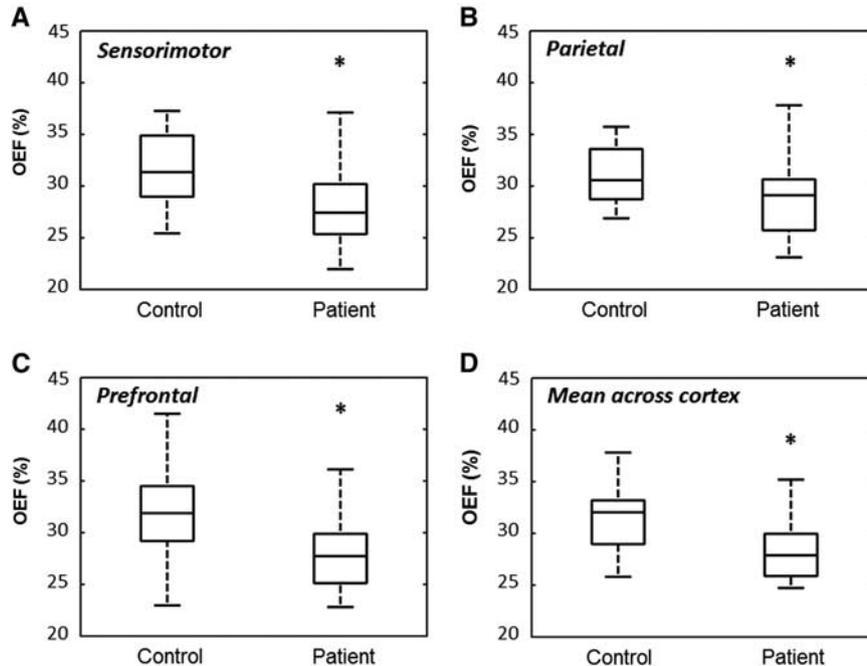 A
Sensorimotor
OEF (%)
45
40
35
30
25
20
*
Control
Patient
B
Parietal
OEF (%)
45
40
35
30
25
20
*
Control
Patient
C
Prefrontal
OEF (%)
45
40
35
30
25
20
*
Control
Patient
D
Mean across cortex
OEF (%)
45
40
35
30
25
20
*
Control
Patient